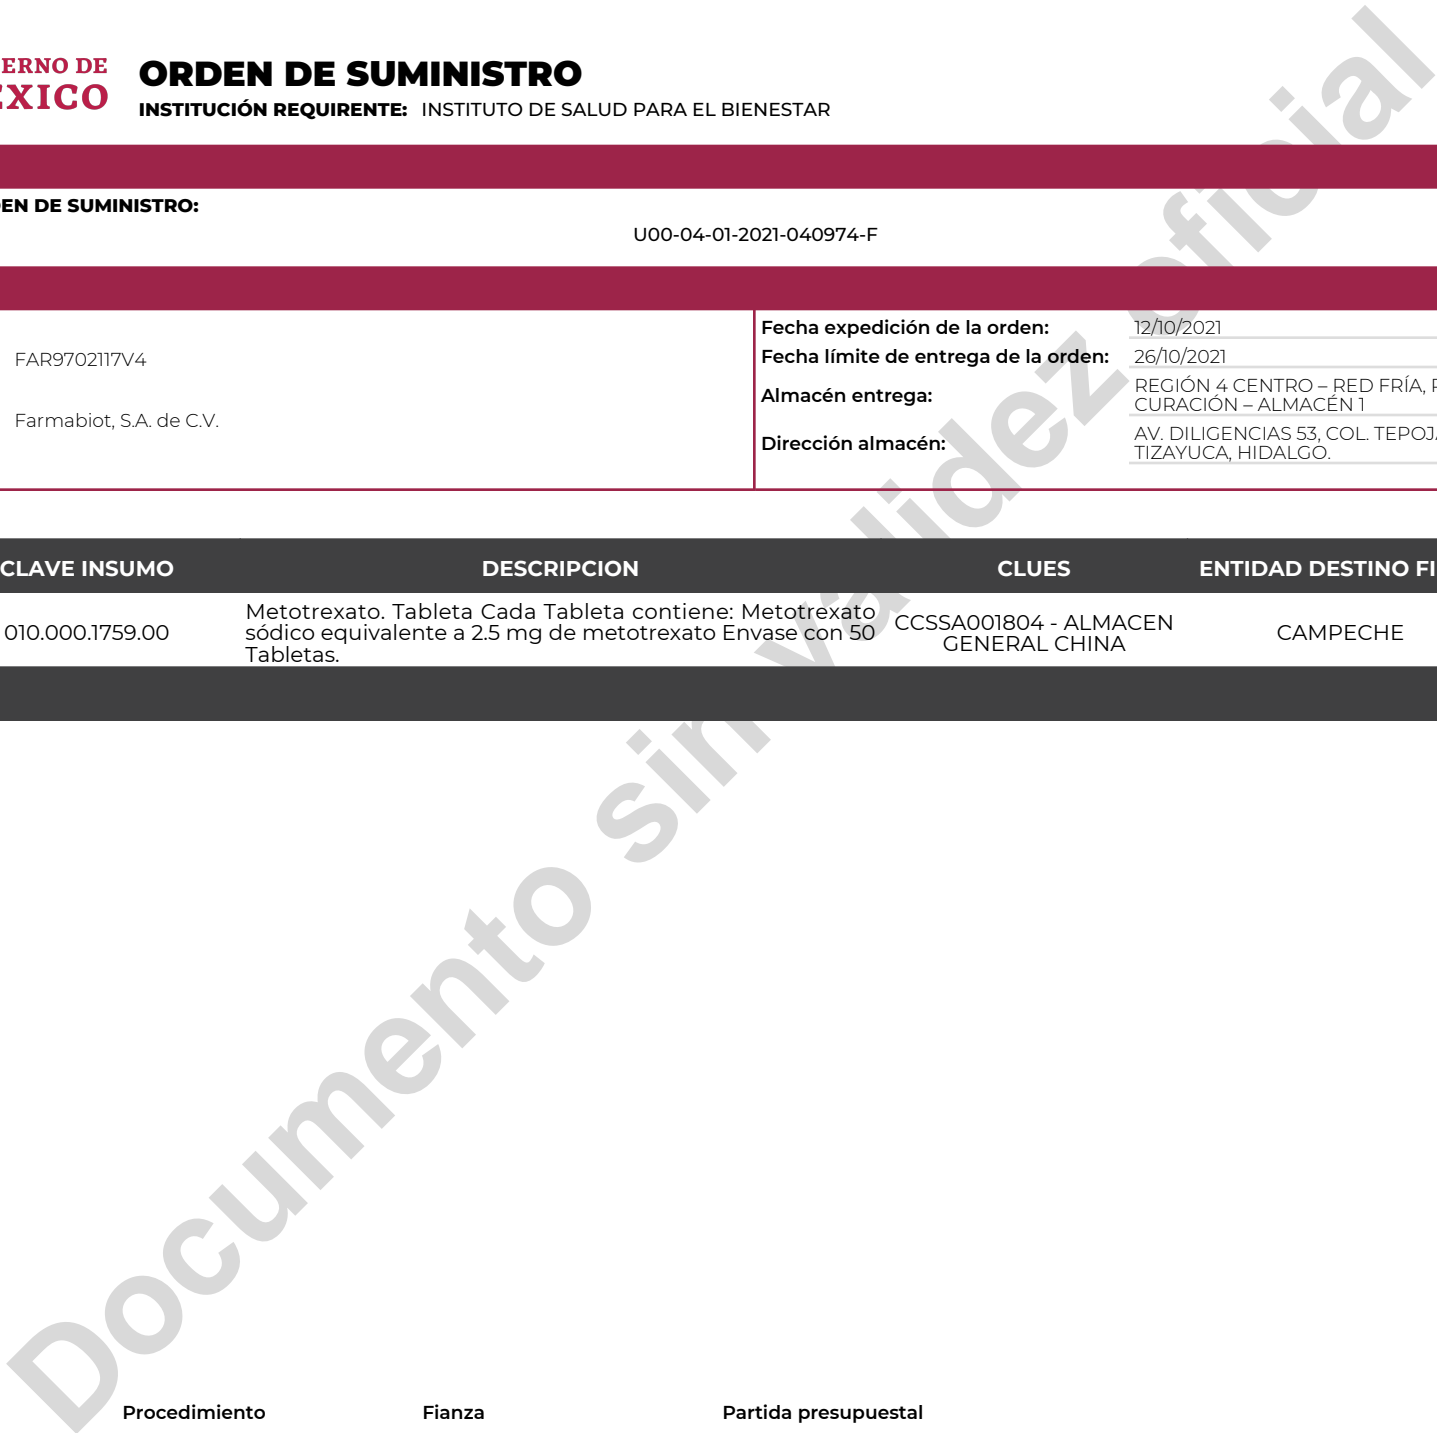 ERNO DE
EXICO
ORDEN DE SUMINISTRO
INSTITUCIÓN REQUIRENTE: INSTITUTO DE SALUD PARA EL BIENESTAR
EN DE SUMINISTRO:
U00-04-01-2021-040974-F
FAR9702117V4
Farmabiot, S.A. de C.V.
Fecha expedición de la orden: 12/10/2021
Fecha límite de entrega de la orden: 26/10/2021
Almacén entrega: REGIÓN 4 CENTRO – RED FRÍA,
CURACIÓN – ALMACÉN 1
Dirección almacén: AV. DILIGENCIAS 53, COL. TEPOJ
TIZAYUCA, HIDALGO.
CLAVE INSUMO DESCRIPCION CLUES ENTIDAD DESTINO FI
010.000.1759.00
Metotrexato. Tableta Cada Tableta contiene: Metotrexato
sódico equivalente a 2.5 mg de metotrexato Envase con 50
Tabletas.
CCSSA001804 - ALMACEN
GENERAL CHINA
CAMPECHE
Documento sin validez oficial
Procedimiento Fianza Partida presupuestal